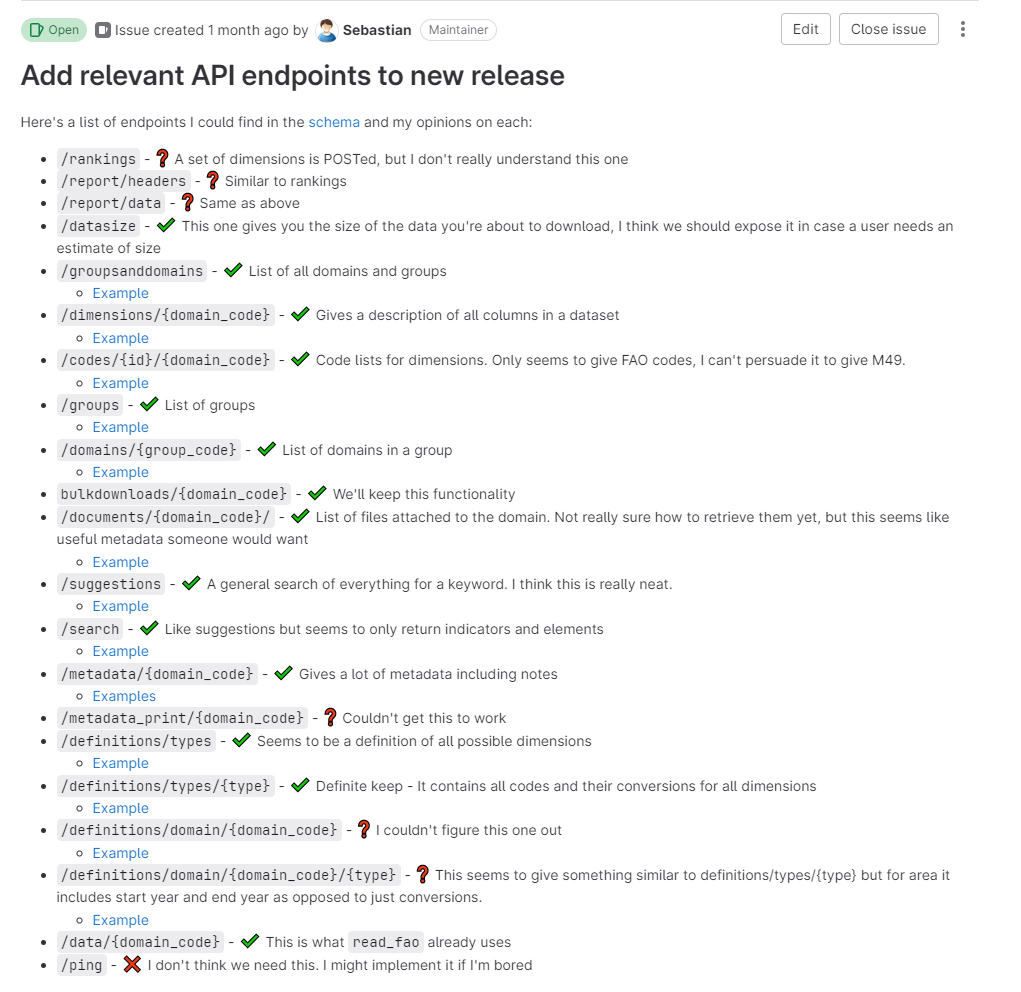 Open Issue created 1 month ago by Sebastian Maintainer Edit Close issue
Add relevant API endpoints to new release
Here's a list of endpoints I could find in the schema and my opinions on each:
• /rankings - ❓ A set of dimensions is POSTed, but I don't really understand this one
• /report/headers - ❓ Similar to rankings
• /report/data - ❓ Same as above
• /datasize - ✔ This one gives you the size of the data you're about to download, I think we should expose it in case a user needs an
estimate of size
• /groupsanddomains - ✔ List of all domains and groups
◦ Example
• /dimensions/{domain_code} - ✔ Gives a description of all columns in a dataset
◦ Example
• /codes/{id}/{domain_code} - ✔ Code lists for dimensions. Only seems to give FAO codes, I can't persuade it to give M49.
◦ Example
• /groups - ✔ List of groups
◦ Example
• /domains/{group_code} - ✔ List of domains in a group
◦ Example
• bulkdownloads/{domain_code} - ✔ We'll keep this functionality
• /documents/{domain_code}/ - ✔ List of files attached to the domain. Not really sure how to retrieve them yet, but this seems like
useful metadata someone would want
◦ Example
• /suggestions - ✔ A general search of everything for a keyword. I think this is really neat.
◦ Example
• /search - ✔ Like suggestions but seems to only return indicators and elements
◦ Example
• /metadata/{domain_code} - ✔ Gives a lot of metadata including notes
◦ Examples
• /metadata_print/{domain_code} - ❓ Couldn't get this to work
• /definitions/types - ✔ Seems to be a definition of all possible dimensions
◦ Example
• /definitions/types/{type} - ✔ Definite keep - It contains all codes and their conversions for all dimensions
◦ Example
• /definitions/domain/{domain_code} - ❓ I couldn't figure this one out
◦ Example
• /definitions/domain/{domain_code}/{type} - ❓ This seems to give something similar to definitions/types/{type} but for area it
includes start year and end year as opposed to just conversions.
◦ Example
• /data/{domain_code} - ✔ This is what read_fao already uses
• /ping - ❌ I don't think we need this. I might implement it if I'm bored